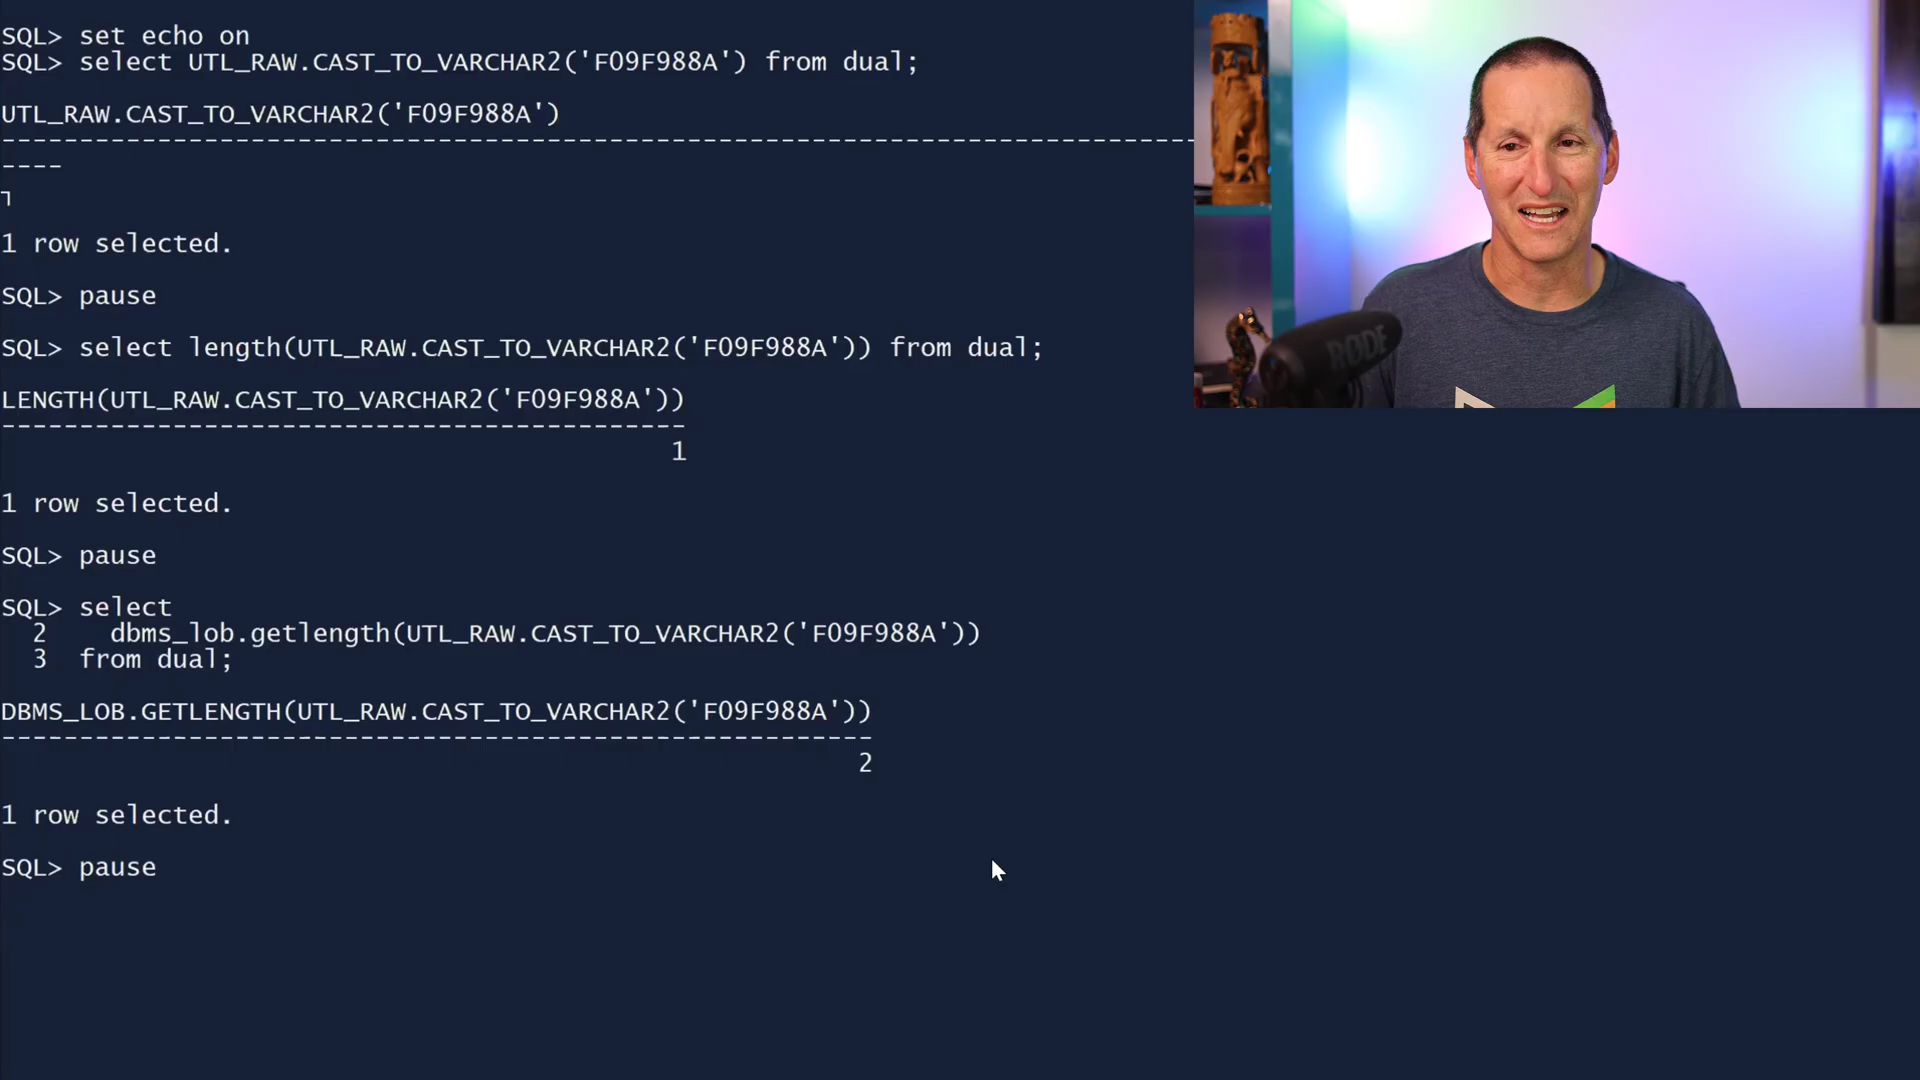 SQL> set echo on
SQL> select UTL_RAW.CAST_TO_VARCHAR2('F09F988A') from dual;
UTL_RAW.CAST_TO_VARCHAR2('F09F988A')
--------------------------------------------------------------------------------
----
┐
1 row selected.
SQL> pause
SQL> select length(UTL_RAW.CAST_TO_VARCHAR2('F09F988A')) from dual;
LENGTH(UTL_RAW.CAST_TO_VARCHAR2('F09F988A'))
--------------------------------------------
1
1 row selected.
SQL> pause
SQL> select
2 dbms_lob.getlength(UTL_RAW.CAST_TO_VARCHAR2('F09F988A'))
3 from dual;
DBMS_LOB.GETLENGTH(UTL_RAW.CAST_TO_VARCHAR2('F09F988A'))
--------------------------------------------------------
2
1 row selected.
SQL> pause
RØDE